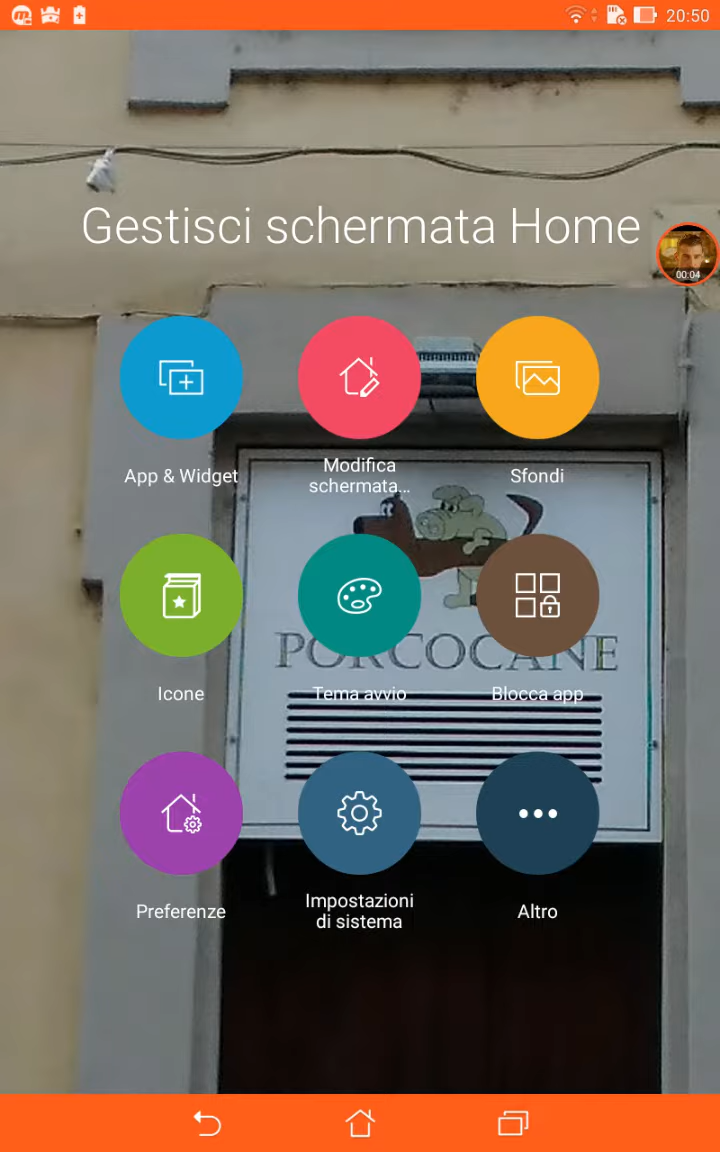 20:50
Gestisci schermata Home
00:04
App & Widget
Modifica
schermata...
Sfondi
PORCOCANE
Icone
Tema avvio
Blocca app
Preferenze
Impostazioni
di sistema
Altro